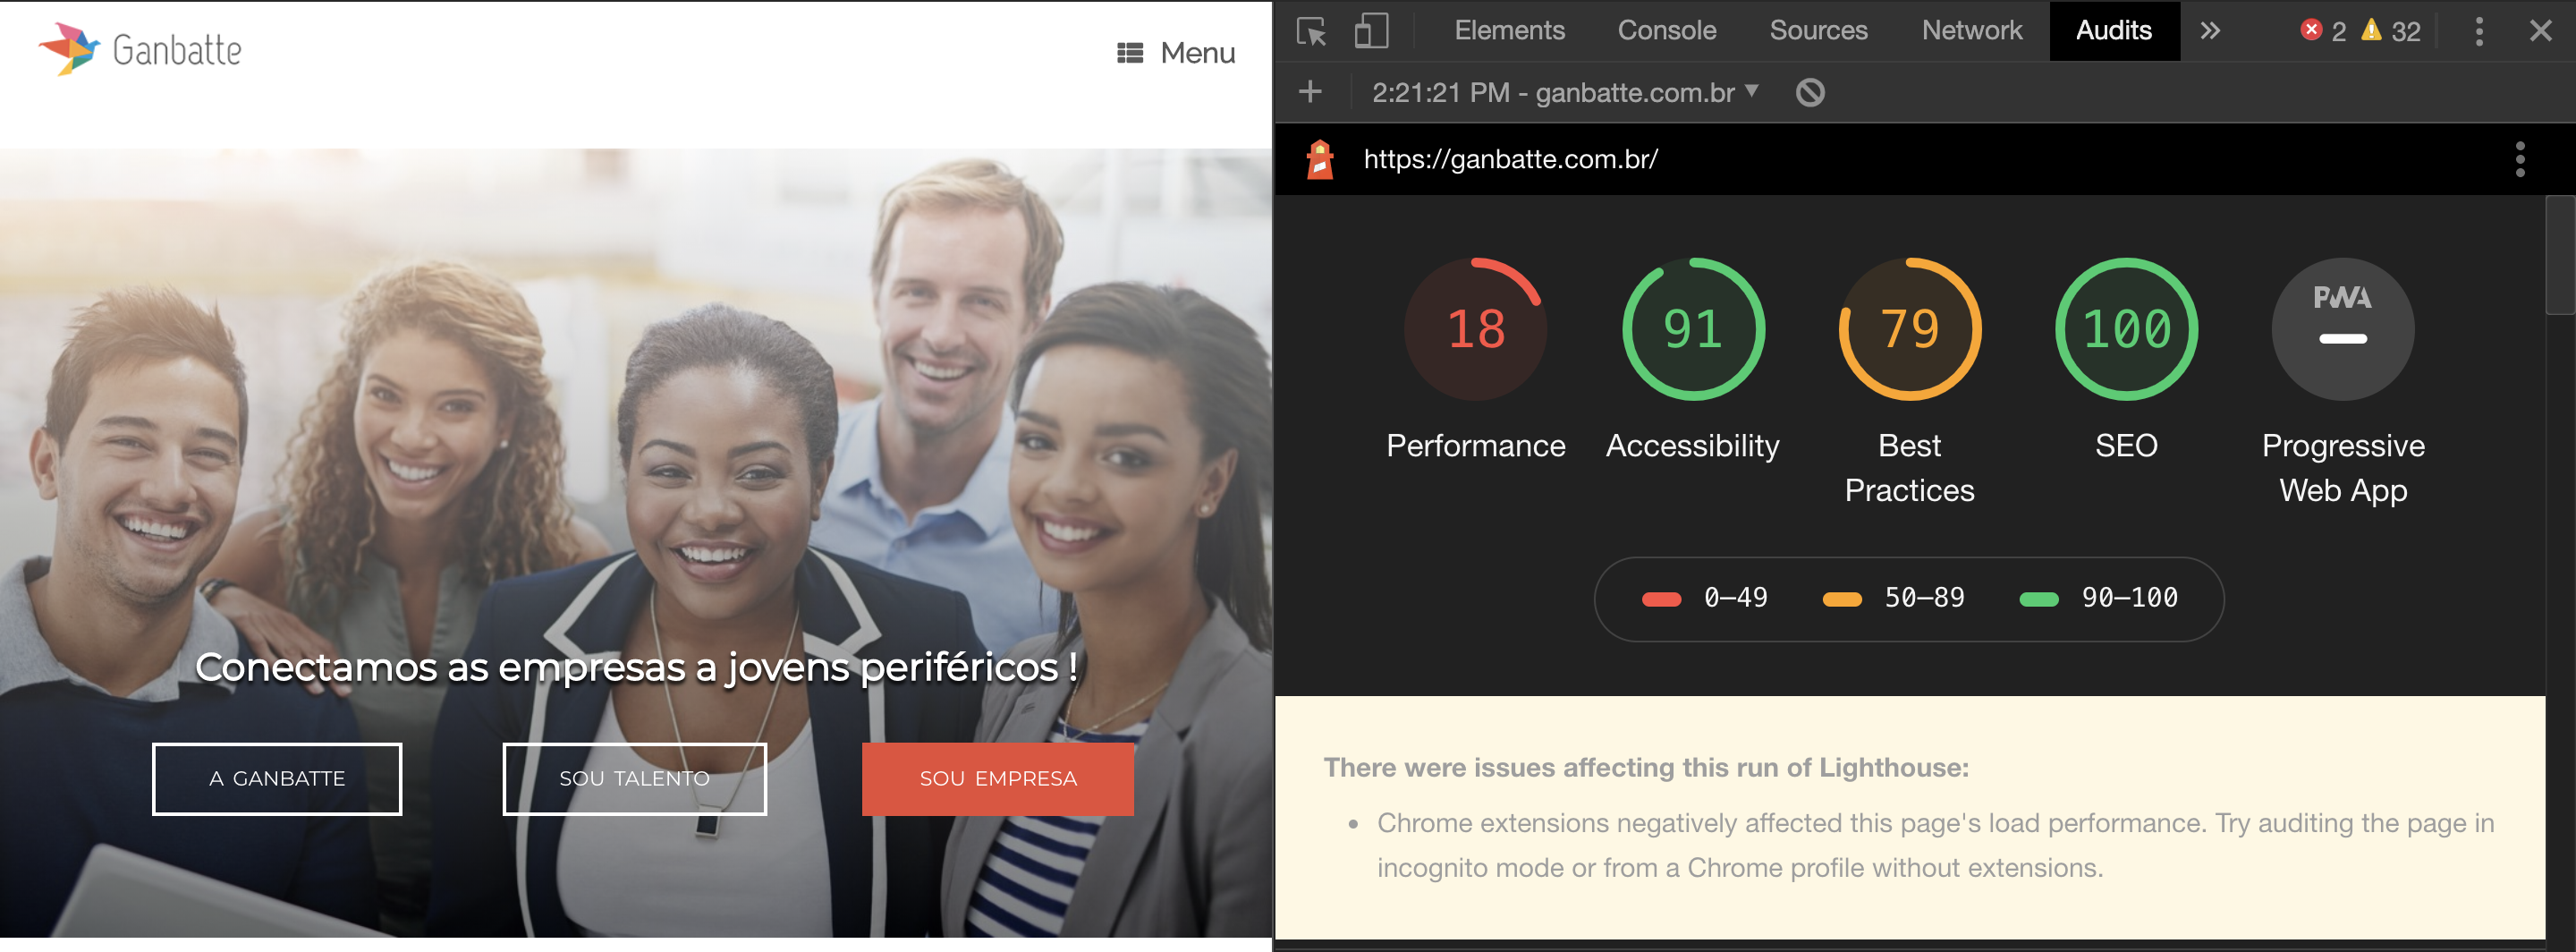 Ganbatte
Menu
Conectamos as empresas a jovens periféricos !
A GANBATTE
SOU TALENTO
SOU EMPRESA
Elements Console Sources Network Audits » 2 32
2:21:21 PM - ganbatte.com.br
https://ganbatte.com.br/
18 91 79 100 PWA
Performance Accessibility Best Practices SEO Progressive Web App
0–49 50–89 90–100
There were issues affecting this run of Lighthouse:
• Chrome extensions negatively affected this page's load performance. Try auditing the page in
incognito mode or from a Chrome profile without extensions.